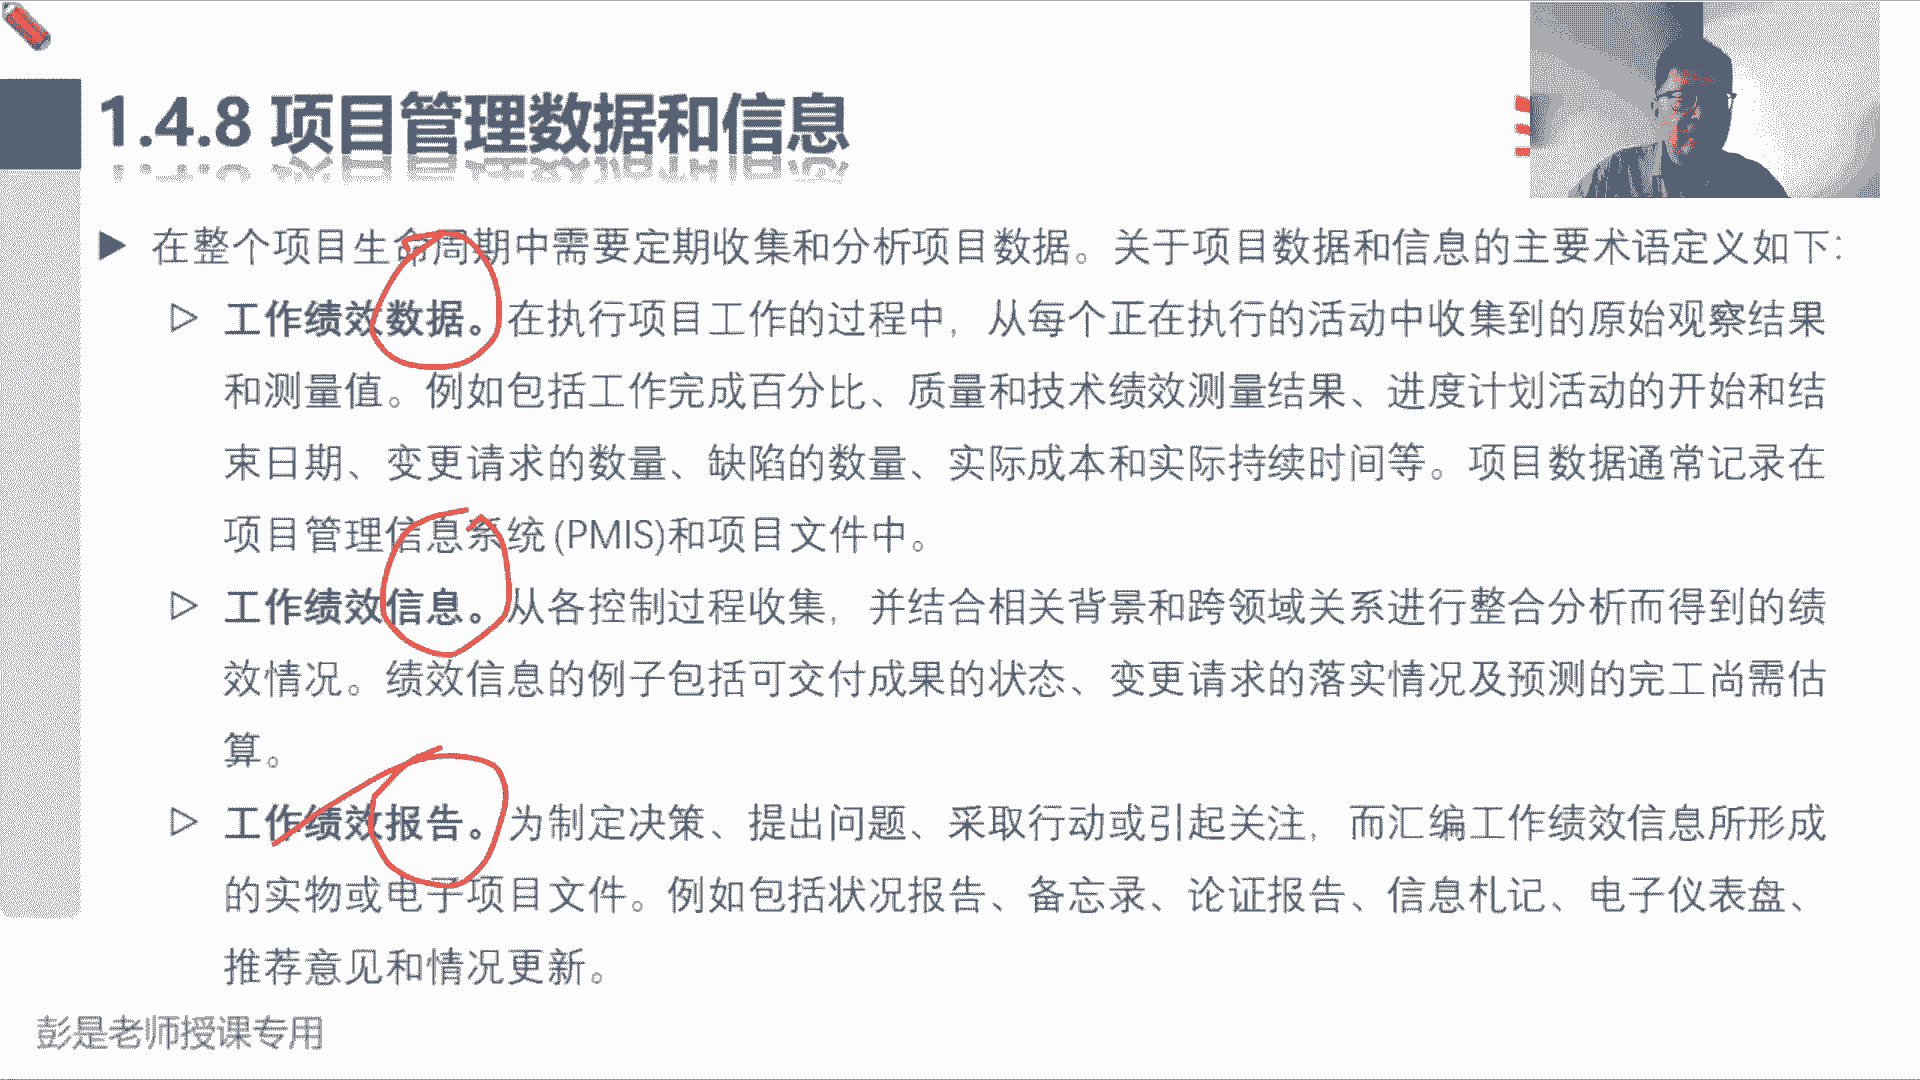 1.4.8 项目管理数据和信息
在整个项目生命周期中需要定期收集和分析项目数据。关于项目数据和信息的主要术语定义如下:
工作绩效数据。在执行项目工作的过程中，从每个正在执行的活动中收集到的原始观察结果
和测量值。例如包括工作完成百分比、质量和技术绩效测量结果、进度计划活动的开始和结
束日期、变更请求的数量、缺陷的数量、实际成本和实际持续时间等。项目数据通常记录在
项目管理信息系统(PMIS)和项目文件中。
工作绩效信息。从各控制过程收集，并结合相关背景和跨领域关系进行整合分析而得到的绩
效情况。绩效信息的例子包括可交付成果的状态、变更请求的落实情况及预测的完工尚需估
算。
工作绩效报告。为制定决策、提出问题、采取行动或引起关注，而汇编工作绩效信息所形成
的实物或电子项目文件。例如包括状况报告、备忘录、论证报告、信息札记、电子仪表盘、
推荐意见和情况更新。
彭是老师授课专用